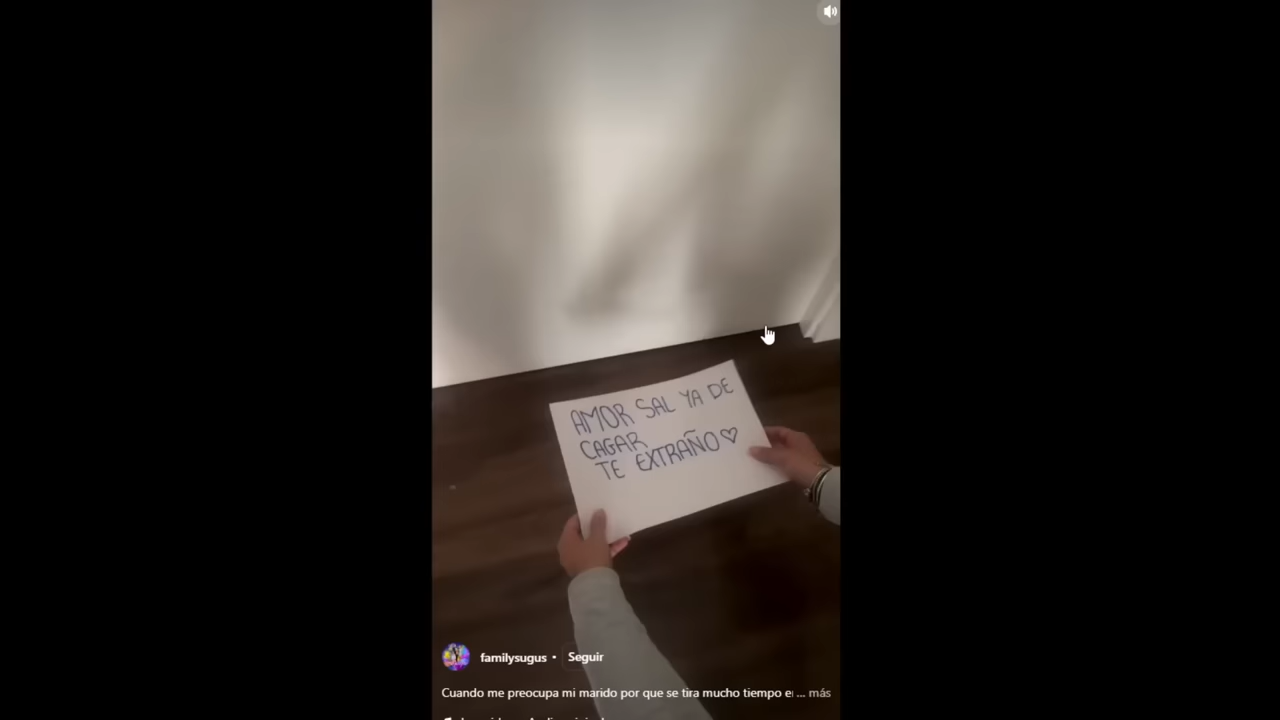 AMOR SAL YA DE
CAGAR
TE EXTRAÑO♡
familysugus • Seguir
Cuando me preocupa mi marido por que se tira mucho tiempo e ... más